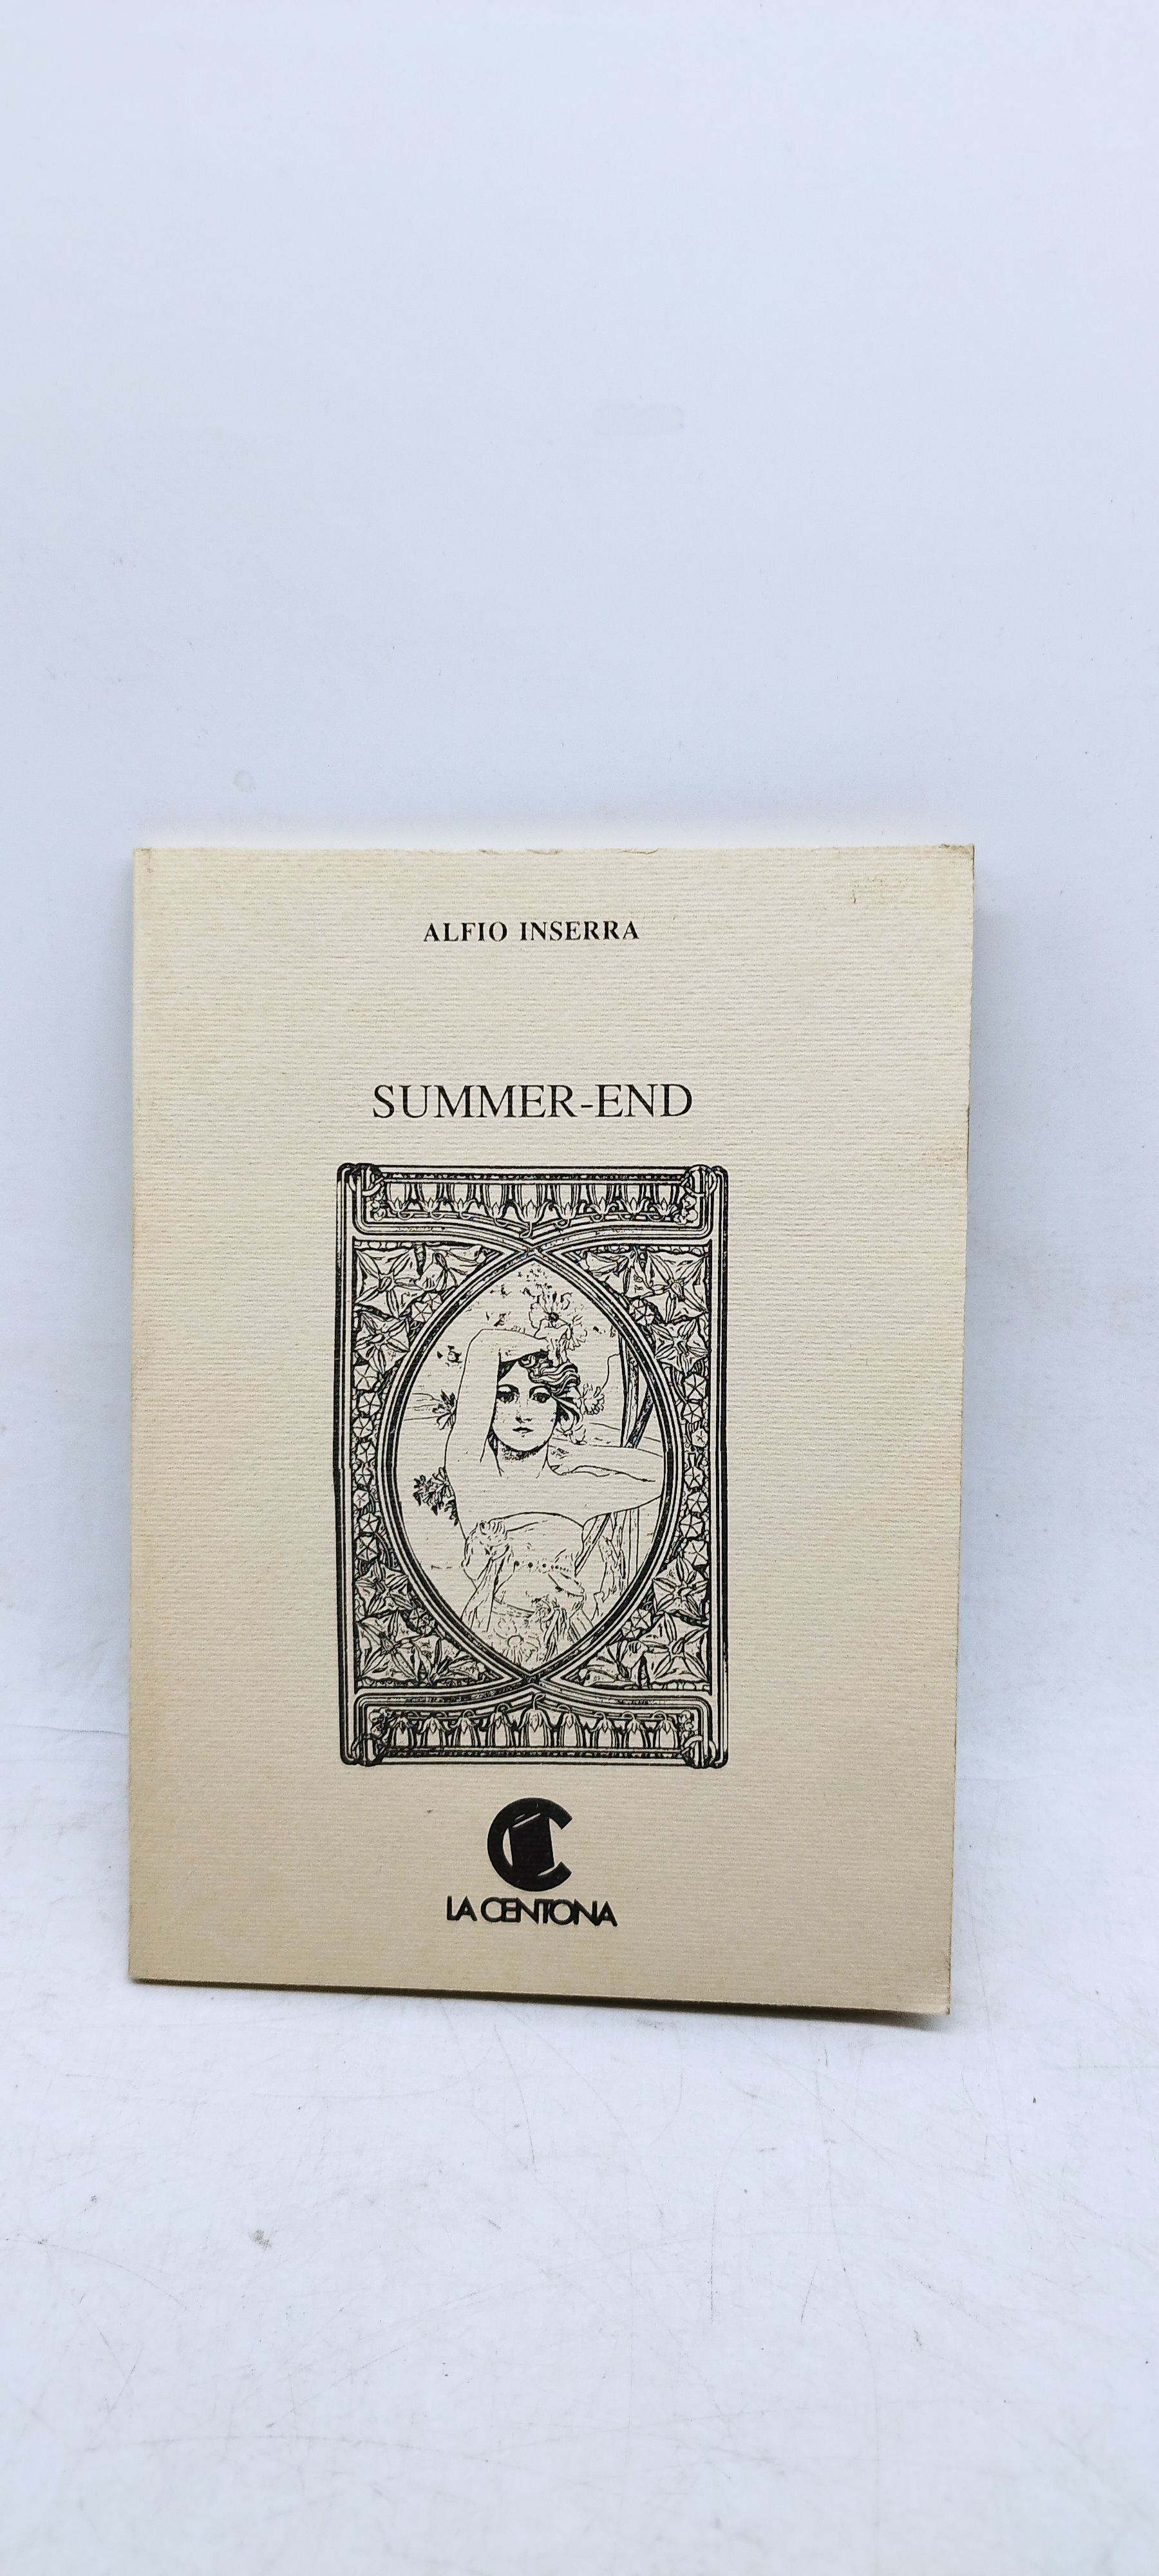 ALFIO INSERRA
SUMMER-END
LA CENTONA